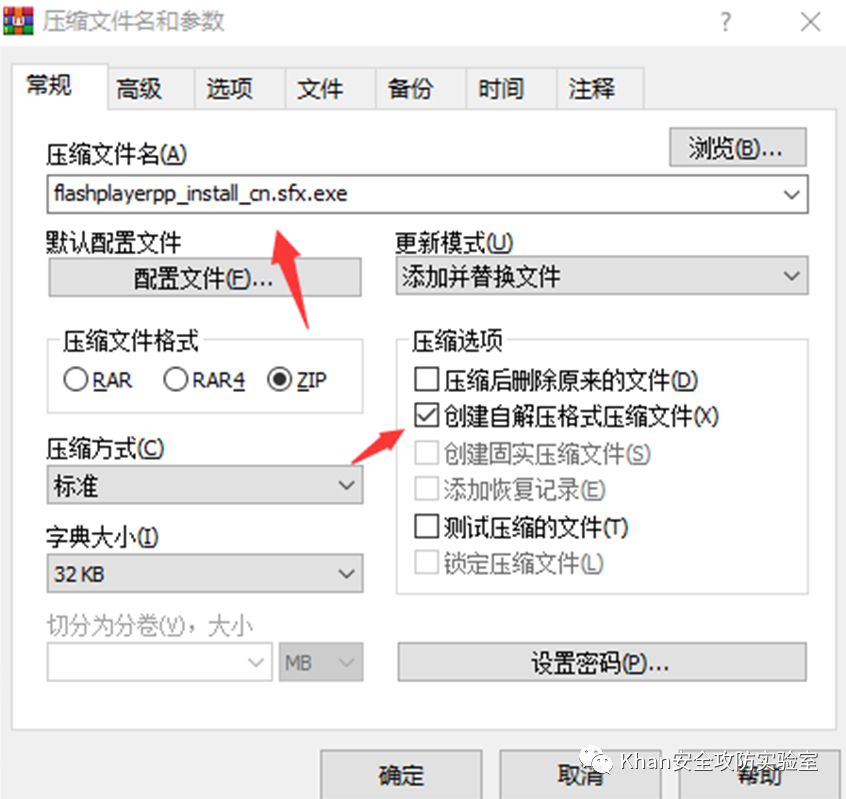 压缩文件名和参数 ?
常规 高级 选项 文件 备份 时间 注释
压缩文件名(A) 浏览(B)...
flashplayerpp_install_cn.sfx.exe
默认配置文件 更新模式(U)
配置文件(F)... 添加并替换文件
压缩文件格式 压缩选项
RAR RAR4 ZIP 压缩后删除原来的文件(D)
创建自解压格式压缩文件(X)
压缩方式(C) 创建固实压缩文件(S)
标准 添加恢复记录(E)
字典大小(I) 测试压缩的文件(T)
32 KB 锁定压缩文件(L)
切分为分卷(V)，大小
MB 设置密码(P)...
Khan安全攻防实验室
确定 取消 帮助